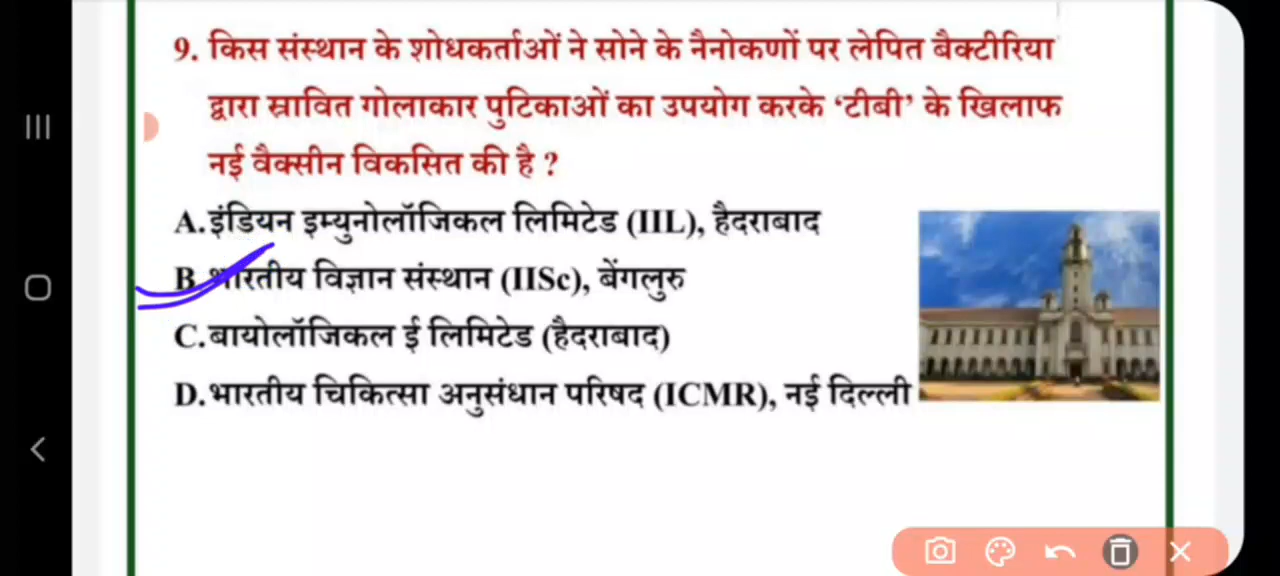 9. किस संस्थान के शोधकर्ताओं ने सोने के नैनोकणों पर लेपित बैक्टीरिया
द्वारा स्रावित गोलाकार पुटिकाओं का उपयोग करके ‘टीबी’ के खिलाफ
नई वैक्सीन विकसित की है ?
A.इंडियन इम्युनोलॉजिकल लिमिटेड (IIL), हैदराबाद
B. भारतीय विज्ञान संस्थान (IISc), बेंगलुरु
C.बायोलॉजिकल ई लिमिटेड (हैदराबाद)
D.भारतीय चिकित्सा अनुसंधान परिषद (ICMR), नई दिल्ली